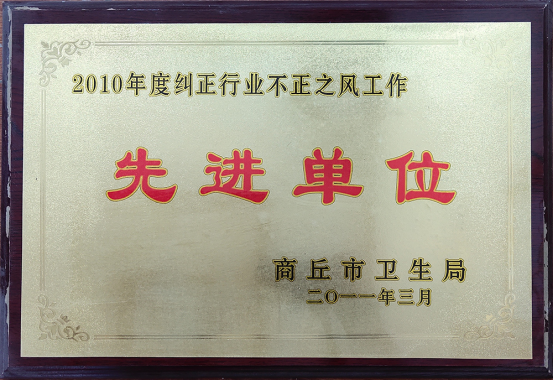 2010年度纠正行业不正之风工作
先进单位
商丘市卫生局
二〇一一年三月